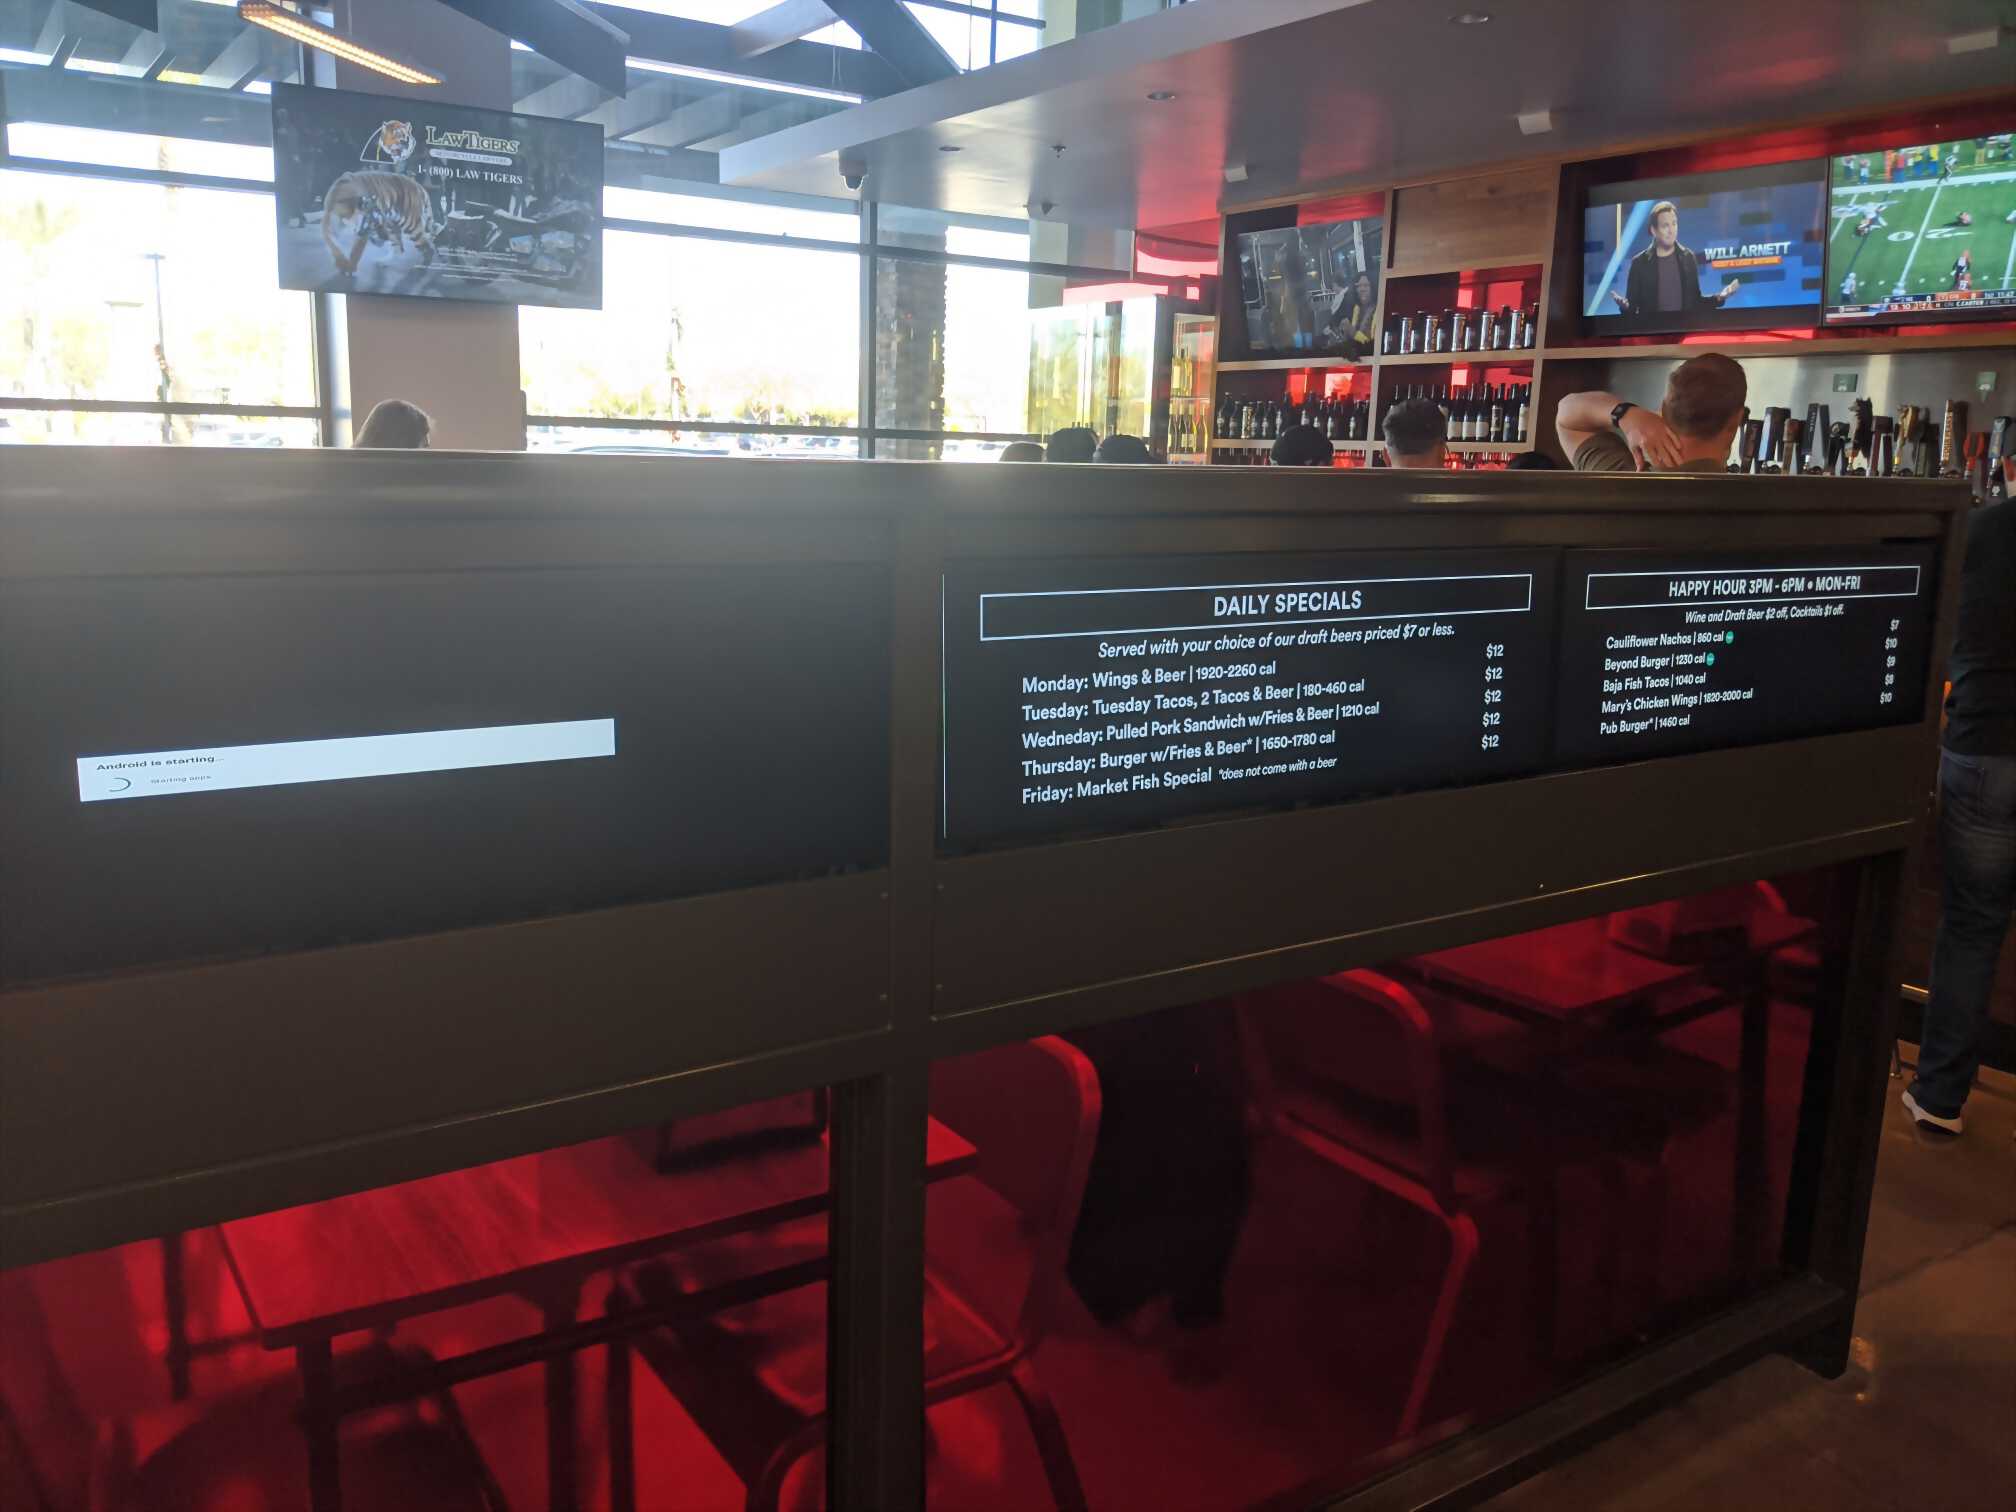 LAWTIGERS
MOTORCYCLE LAWYERS
1- (800) LAW TIGERS
WILL ARNETT
C.CARTER
Android is starting...
Starting apps
DAILY SPECIALS
Served with your choice of our draft beers priced $7 or less.
Monday: Wings & Beer | 1920-2260 cal $12
Tuesday: Tuesday Tacos, 2 Tacos & Beer | 180-460 cal $12
Wedneday: Pulled Pork Sandwich w/Fries & Beer | 1210 cal $12
Thursday: Burger w/Fries & Beer* | 1650-1780 cal $12
Friday: Market Fish Special *does not come with a beer $12
HAPPY HOUR 3PM - 6PM • MON-FRI
Wine and Draft Beer $2 off, Cocktails $1 off.
Cauliflower Nachos | 860 cal $7
Beyond Burger | 1230 cal $10
Baja Fish Tacos | 1040 cal $9
Mary's Chicken Wings | 1820-2000 cal $8
Pub Burger* | 1460 cal $10